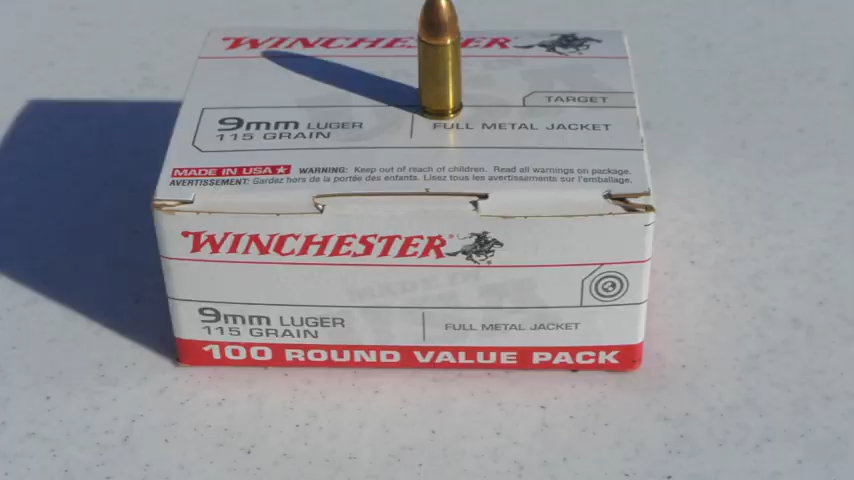 WINCHESTER
TARGET
9mm LUGER
115 GRAIN
FULL METAL JACKET
MADE IN USA ★ WARNING: Keep out of reach of children. Read all warnings on package.
AVERTISSEMENT: Gardez hors de la portée des enfants. Lisez tous les avertissements sur l'emballage.
WINCHESTER®
9mm LUGER
115 GRAIN
FULL METAL JACKET
100 ROUND VALUE PACK